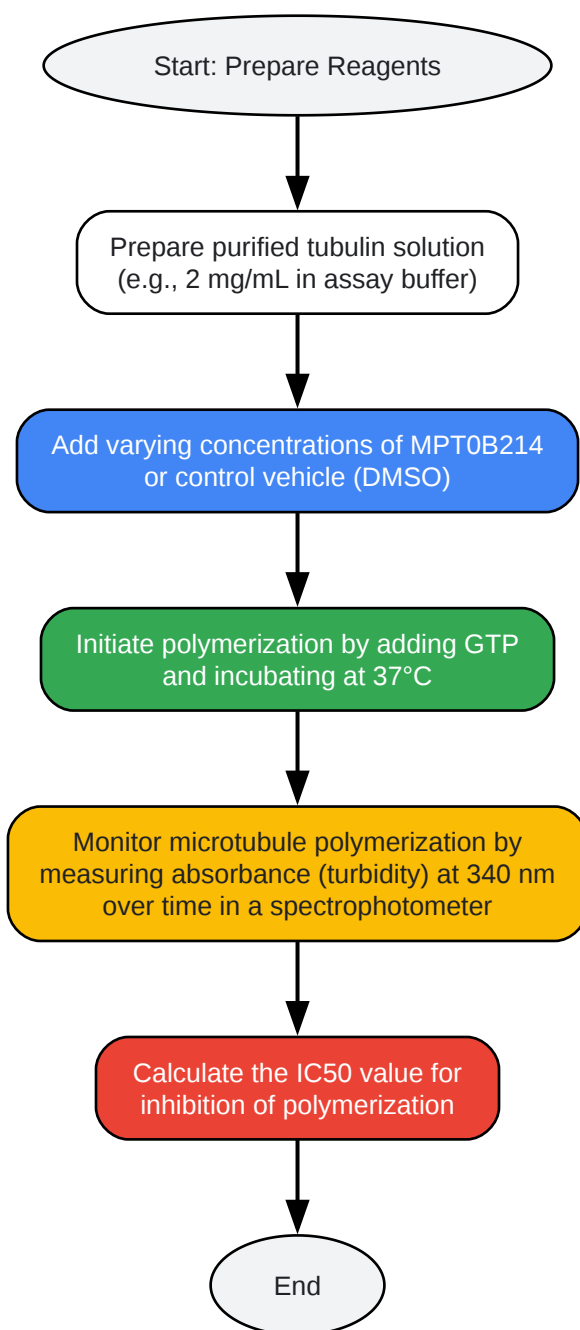 Start: Prepare Reagents
Prepare purified tubulin solution
(e.g., 2 mg/mL in assay buffer)
Add varying concentrations of MPT0B214
or control vehicle (DMSO)
Initiate polymerization by adding GTP
and incubating at 37°C
Monitor microtubule polymerization by
measuring absorbance (turbidity) at 340 nm
over time in a spectrophotometer
Calculate the IC50 value for
inhibition of polymerization
End